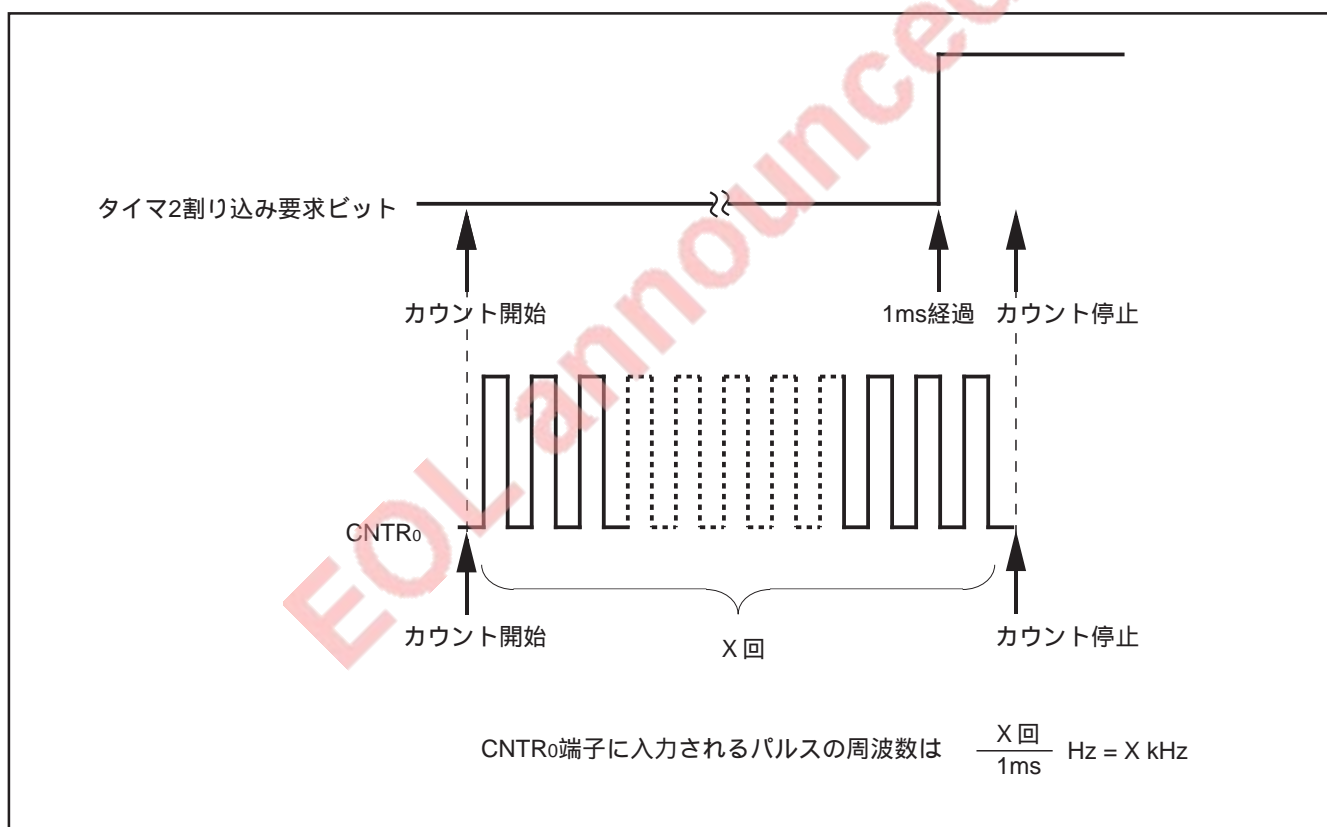 EOL announced
タイマ2割り込み要求ビット
カウント開始
1ms経過
カウント停止
CNTR0
カウント開始
X 回
カウント停止
CNTR0端子に入力されるパルスの周波数は X 回 / 1ms Hz = X kHz